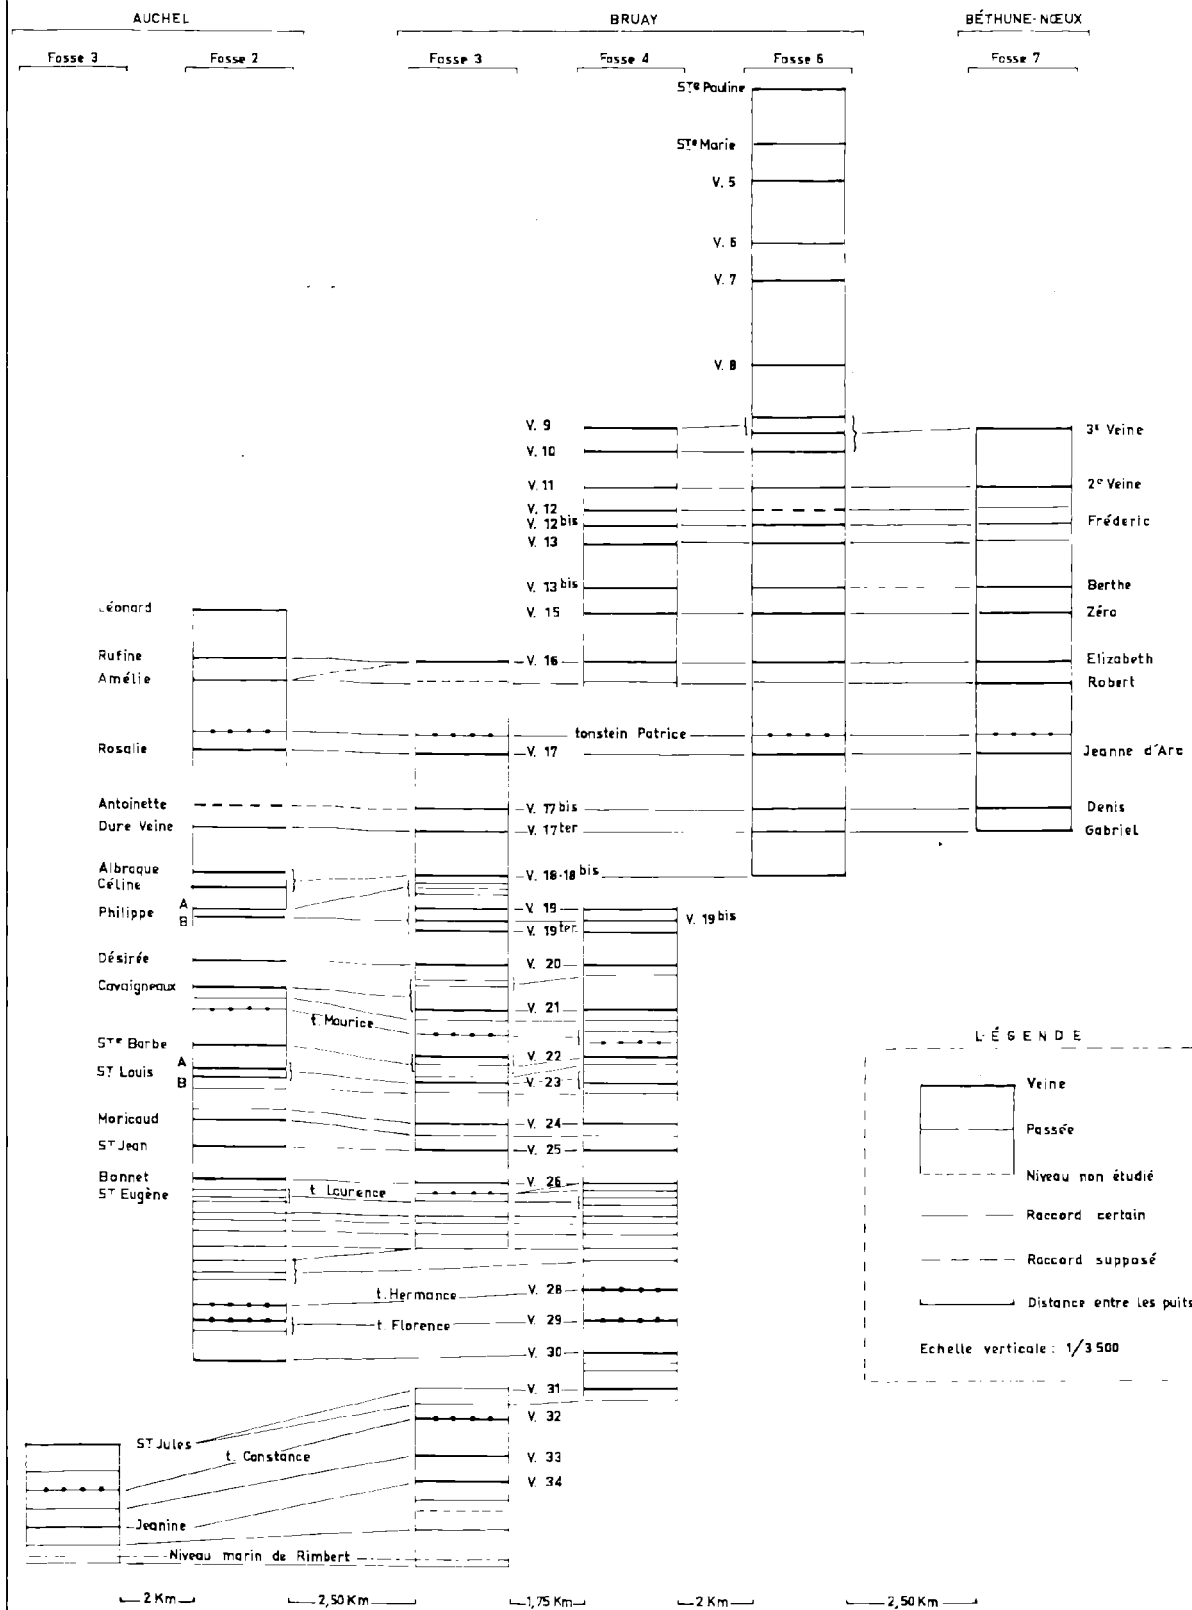 AUCHEL BRUAY BÉTHUNE-NŒUX
Fosse 3 Fosse 2 Fosse 3 Fosse 4 Fosse 6 Fosse 7
STe Pauline
STe Marie
V. 5
V. 6
V. 7
V. 8
V. 9 3e Veine
V. 10
V. 11 2e Veine
V. 12
V. 12 bis Fréderic
V. 13
V. 13 bis Berthe
Léonard V. 15 Zéro
Rufine V. 16 Elizabeth
Amélie Robert
tonstein Patrice
Rosalie V. 17 Jeanne d'Arc
Antoinette V. 17 bis Denis
Dure Veine V. 17 ter Gabriel
Albraque V. 18-18 bis
Céline
Philippe A V. 19 V. 19 bis
B V. 19 ter
Désirée V. 20
Cavaigneaux V. 21
t. Maurice
STe Barbe V. 22
ST Louis A
B V. 23
Moricaud V. 24
ST Jean V. 25
Bonnet V. 26
ST Eugène t. Laurence
t. Hermance V. 28
t. Florence V. 29
V. 30
V. 31
V. 32
ST Jules t. Constance V. 33
V. 34
Jeanine
Niveau marin de Rimbert
2 Km 2,50 Km 1,75 Km 2 Km 2,50 Km
LÉGENDE
Veine
Passée
Niveau non étudié
Raccord certain
Raccord supposé
Distance entre les puits
Echelle verticale : 1/3 500